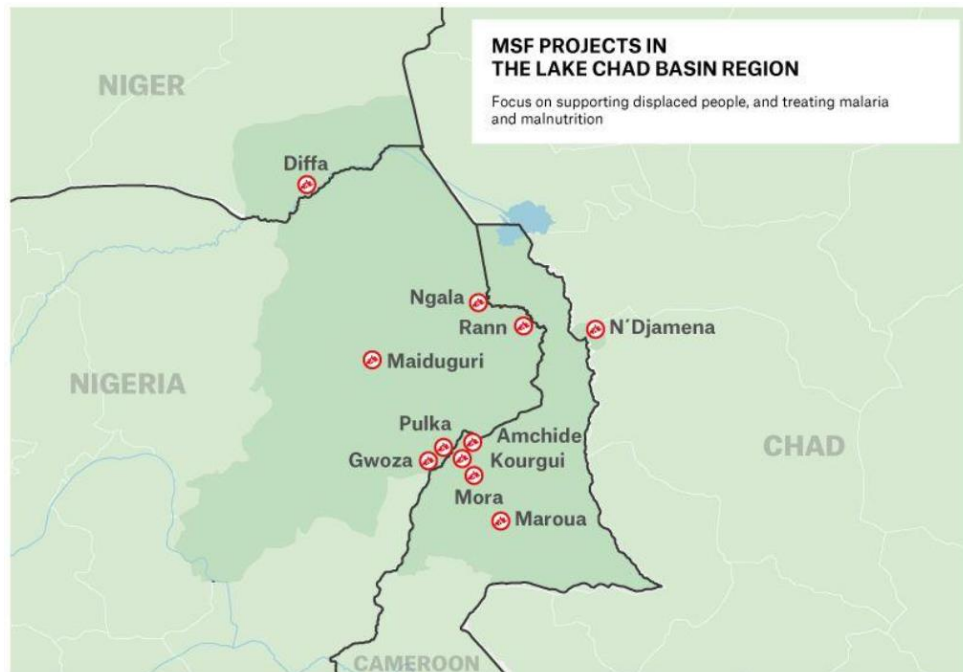 MSF PROJECTS IN
THE LAKE CHAD BASIN REGION
Focus on supporting displaced people, and treating malaria
and malnutrition
NIGER
Diffa
Ngala
Rann
N´Djamena
Maiduguri
NIGERIA
Pulka
Amchide
CHAD
Gwoza
Kourgui
Mora
Maroua
CAMEROON